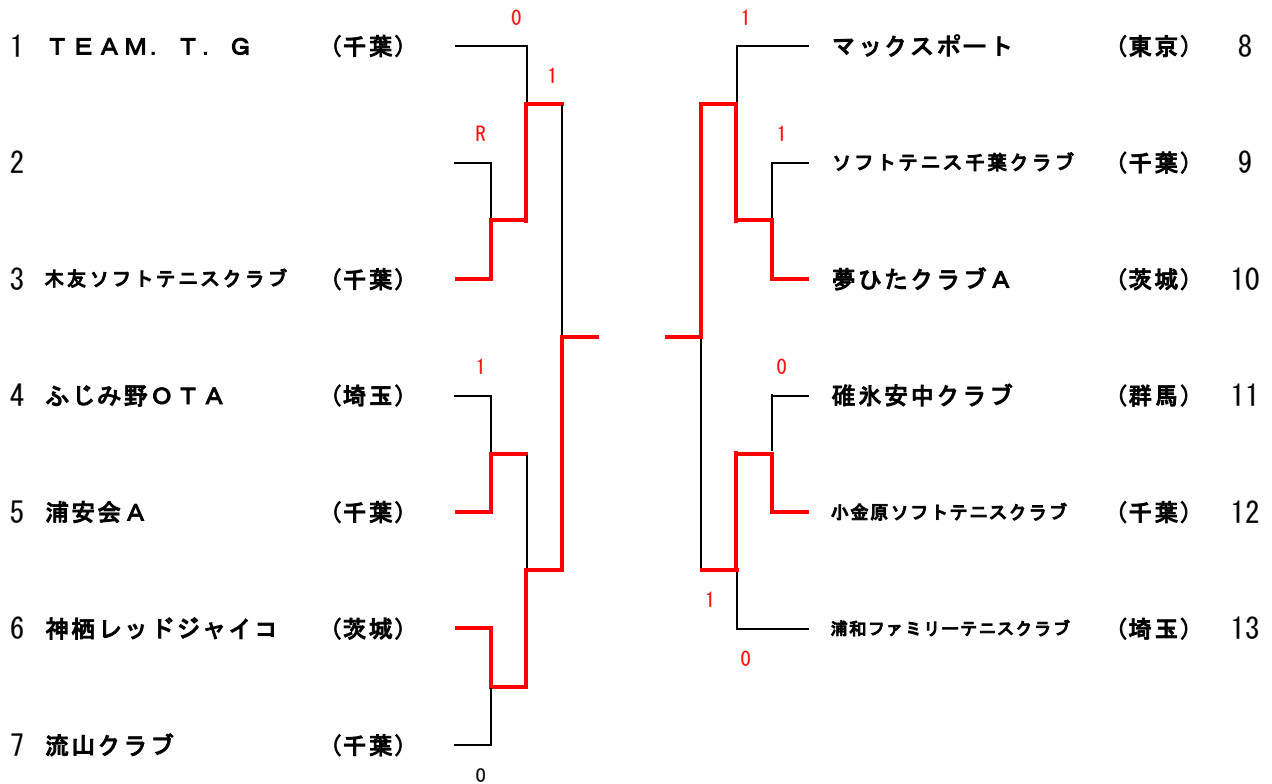 0 1
1 TEAM. T. G (千葉) マックスポート (東京) 8
1
R 1
2 ソフトテニス千葉クラブ (千葉) 9
3 木友ソフトテニスクラブ (千葉) 夢ひたクラブA (茨城) 10
1 0
4 ふじみ野OTA (埼玉) 碓氷安中クラブ (群馬) 11
5 浦安会A (千葉) 小金原ソフトテニスクラブ (千葉) 12
1
6 神栖レッドジャイコ (茨城) 浦和ファミリーテニスクラブ (埼玉) 13
0
7 流山クラブ (千葉)
0